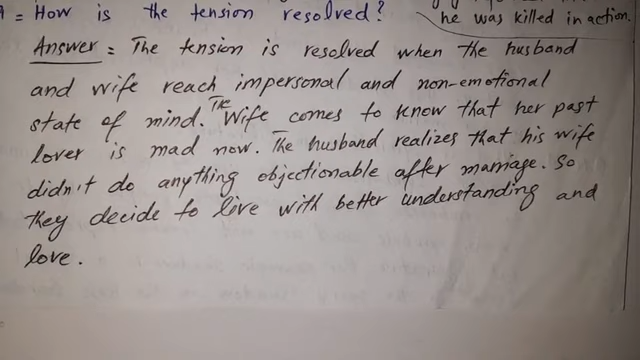 = How is the tension resolved?
he was killed in action.
Answer = The tension is resolved when the husband
and wife reach impersonal and non-emotional
state of mind. The Wife comes to know that her past
lover is mad now. The husband realizes that his wife
didn't do anything objectionable after marriage. So
they decide to live with better understanding and
love.